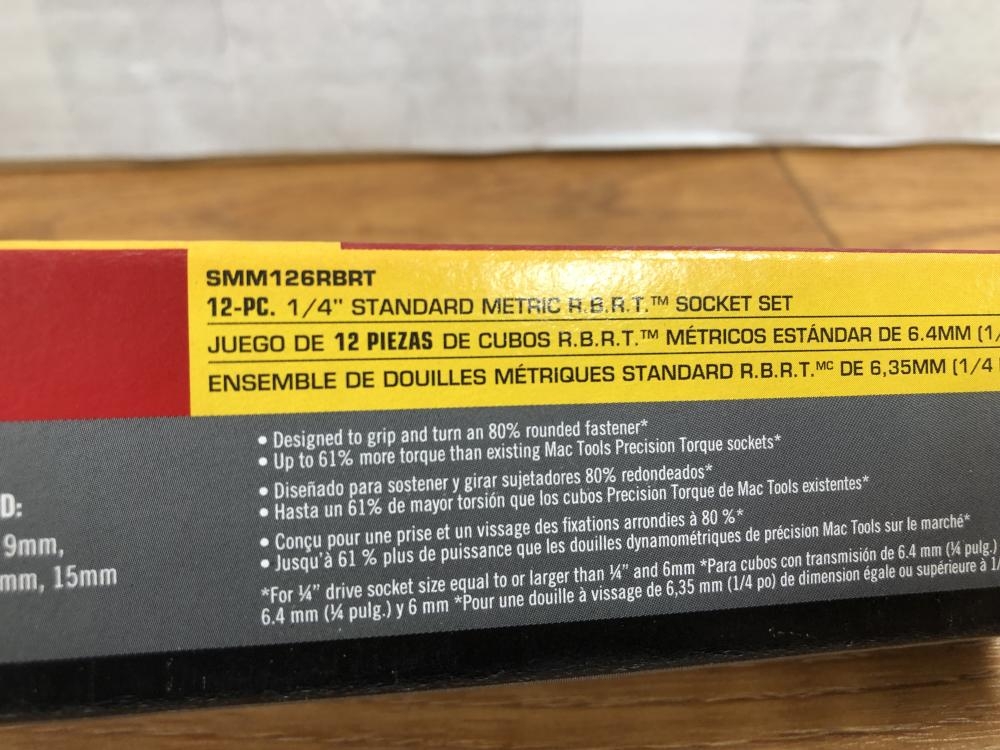 SMM126RBRT
12-PC. 1/4" STANDARD METRIC R.B.R.T.™ SOCKET SET
JUEGO DE 12 PIEZAS DE CUBOS R.B.R.T.™ MÉTRICOS ESTÁNDAR DE 6.4MM (1/
ENSEMBLE DE DOUILLES MÉTRIQUES STANDARD R.B.R.T.ᴹᶜ DE 6,35MM (1/4
• Designed to grip and turn an 80% rounded fastener*
• Up to 61% more torque than existing Mac Tools Precision Torque sockets*
• Diseñado para sostener y girar sujetadores 80% redondeados*
• Hasta un 61% de mayor torsión que los cubos Precision Torque de Mac Tools existentes*
• Conçu pour une prise et un vissage des fixations arrondies à 80 %*
• Jusqu'à 61 % plus de puissance que les douilles dynamométriques de précision Mac Tools sur le marché*
*For ¼" drive socket size equal to or larger than ¼" and 6mm *Para cubos con transmisión de 6.4 mm (¼ pulg.)
6.4 mm (¼ pulg.) y 6 mm *Pour une douille à vissage de 6,35 mm (1/4 po) de dimension égale ou supérieure à 1/
D:
9mm,
mm, 15mm